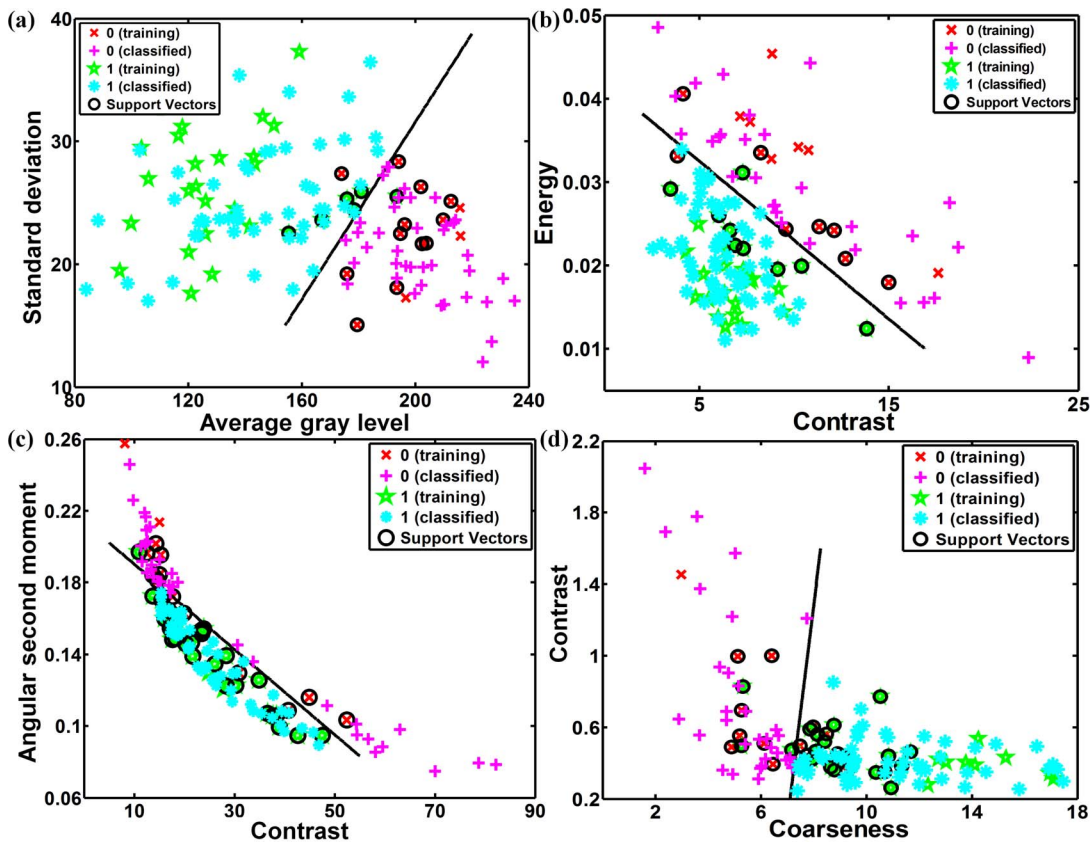 (a)
40
30
20
10
80
120
160
200
240
Standard deviation
Average gray level
0 (training)
0 (classified)
1 (training)
1 (classified)
Support Vectors
(b)
0.05
0.04
0.03
0.02
0.01
5
15
25
Energy
Contrast
0 (training)
0 (classified)
1 (training)
1 (classified)
Support Vectors
(c)
0.26
0.22
0.18
0.14
0.1
0.06
10
30
50
70
90
Angular second moment
Contrast
0 (training)
0 (classified)
1 (training)
1 (classified)
Support Vectors
(d)
2.2
1.8
1.4
1
0.6
0.2
2
6
10
14
18
Contrast
Coarseness
0 (training)
0 (classified)
1 (training)
1 (classified)
Support Vectors